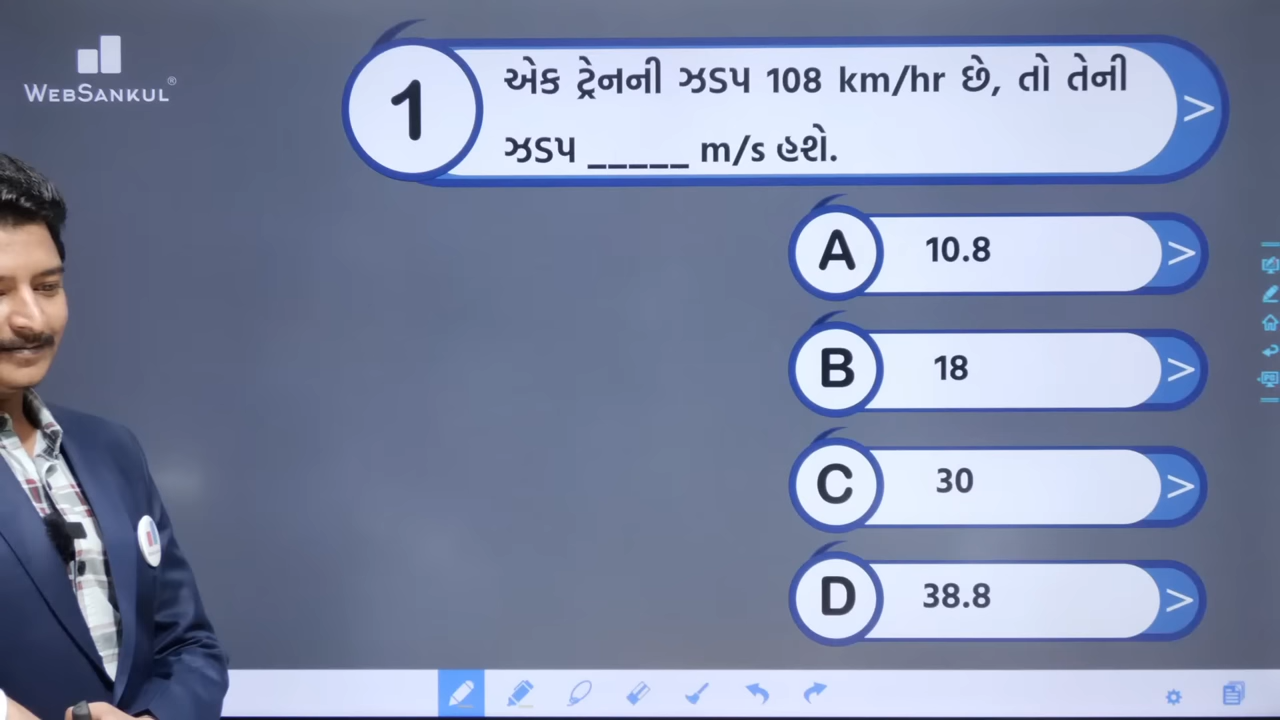 WEBSANKUL®
1
એક ટ્રેનની ઝડપ 108 km/hr છે, તો તેની
ઝડપ _____ m/s હશે.
A 10.8
B 18
C 30
D 38.8